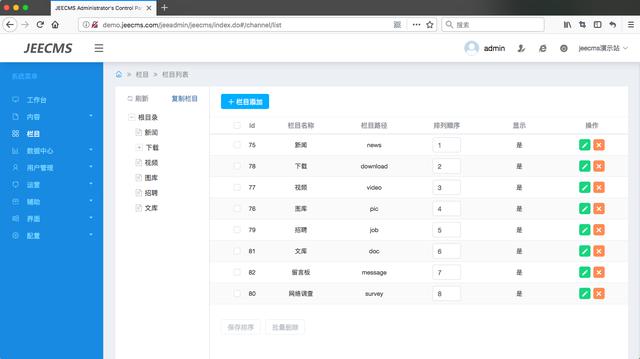 JEECMS Administrator's Control Pa
demo.jeecms.com/jeeadmin/jeecms/index.do#/channel/list
搜索
JEECMS
admin
jeecms演示站
系统菜单
工作台
内容
栏目
数据中心
用户管理
运营
辅助
界面
配置
栏目 » 栏目列表
刷新 复制栏目
根目录
新闻
下载
视频
图库
招聘
文库
+ 栏目添加
id 栏目名称 栏目路径 排列顺序 显示 操作
75 新闻 news 1 是
78 下载 download 2 是
77 视频 video 3 是
76 图库 pic 4 是
79 招聘 job 5 是
81 文库 doc 6 是
82 留言板 message 7 是
80 网络调查 survey 8 是
保存排序 批量删除